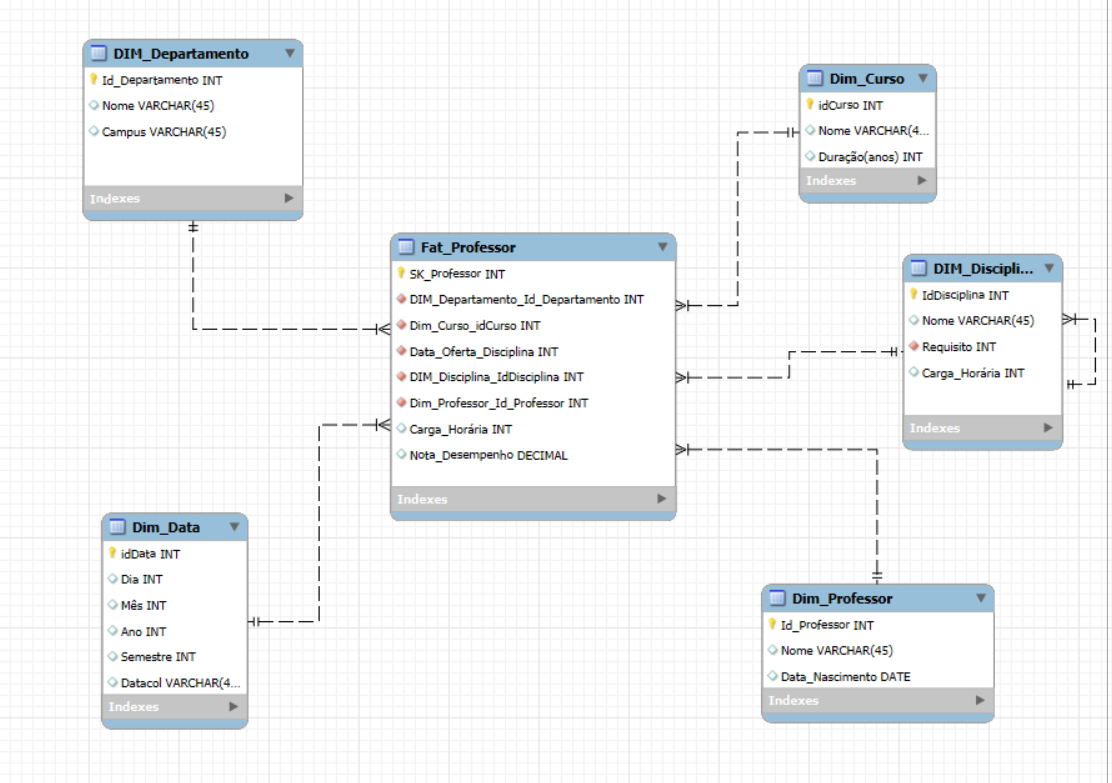 DIM_Departamento
Id_Departamento INT
Nome VARCHAR(45)
Campus VARCHAR(45)
Indexes
Dim_Curso
idCurso INT
Nome VARCHAR(4...
Duração(anos) INT
Indexes
Fat_Professor
SK_Professor INT
DIM_Departamento_Id_Departamento INT
Dim_Curso_idCurso INT
Data_Oferta_Disciplina INT
DIM_Disciplina_IdDisciplina INT
Dim_Professor_Id_Professor INT
Carga_Horária INT
Nota_Desempenho DECIMAL
Indexes
DIM_Discipli...
IdDisciplina INT
Nome VARCHAR(45)
Requisito INT
Carga_Horária INT
Indexes
Dim_Data
idData INT
Dia INT
Mês INT
Ano INT
Semestre INT
Datacol VARCHAR(4...
Indexes
Dim_Professor
Id_Professor INT
Nome VARCHAR(45)
Data_Nascimento DATE
Indexes